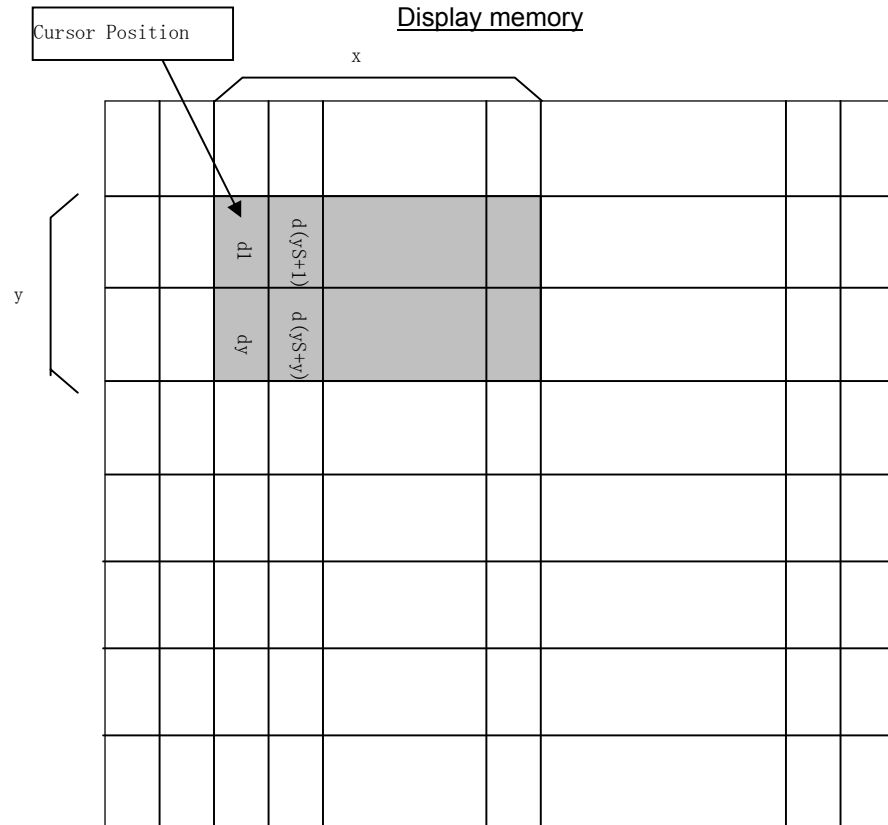 Display memory
Cursor Position
x
y
d1
d(yS+1)
dy
d(yS+y)